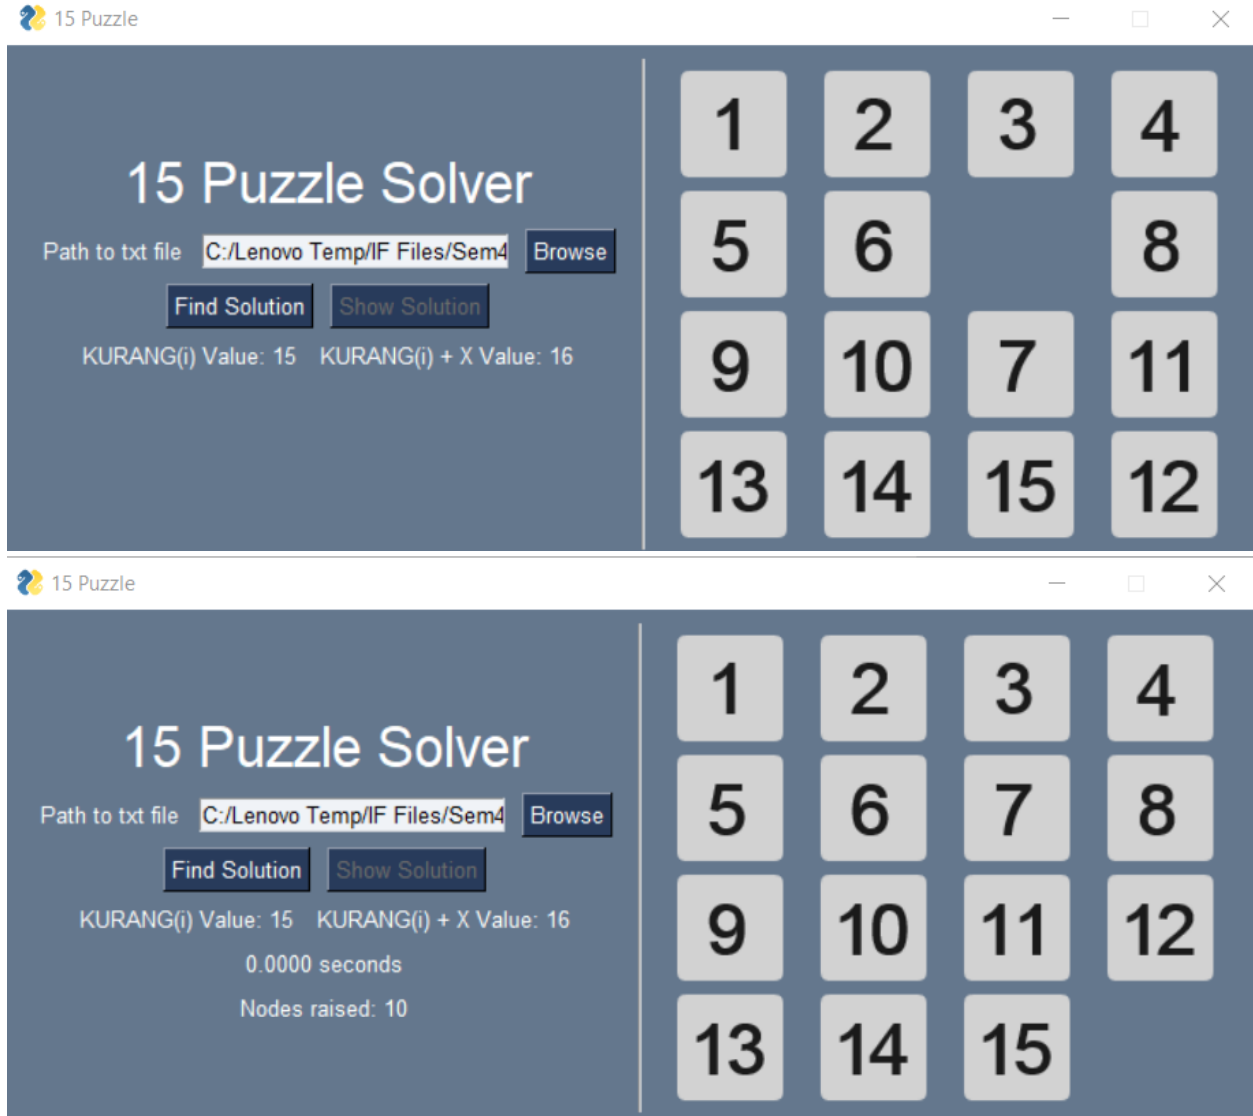 15 Puzzle
15 Puzzle Solver
Path to txt file C:/Lenovo Temp/IF Files/Sem4 Browse
Find Solution Show Solution
KURANG(i) Value: 15 KURANG(i) + X Value: 16
1 2 3 4
5 6 8
9 10 7 11
13 14 15 12
15 Puzzle
15 Puzzle Solver
Path to txt file C:/Lenovo Temp/IF Files/Sem4 Browse
Find Solution Show Solution
KURANG(i) Value: 15 KURANG(i) + X Value: 16
0.0000 seconds
Nodes raised: 10
1 2 3 4
5 6 7 8
9 10 11 12
13 14 15